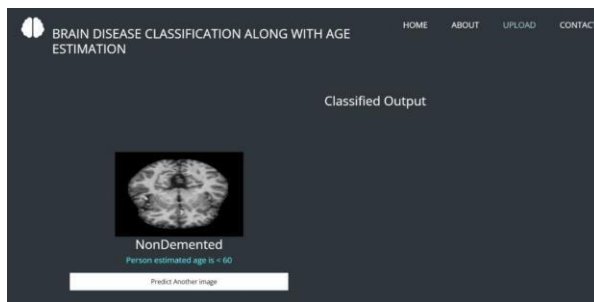 BRAIN DISEASE CLASSIFICATION ALONG WITH AGE
ESTIMATION
HOME ABOUT UPLOAD CONTACT
Classified Output
NonDemented
Person estimated age is < 60
Predict Another image